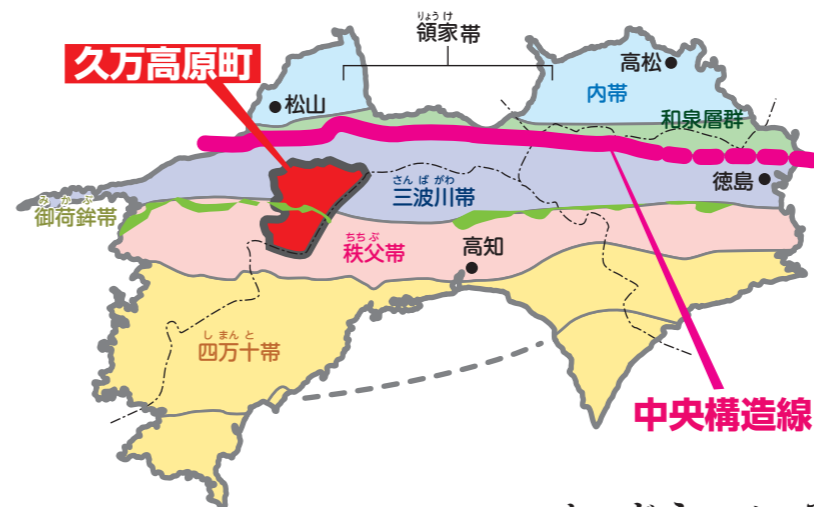 りょうけ
領家帯
久万高原町
高松
松山
内帯
和泉層群
さんばがわ
三波川帯
徳島
みかぶ
御荷鉾帯
ちちぶ
秩父帯
高知
しまんと
四万十帯
中央構造線